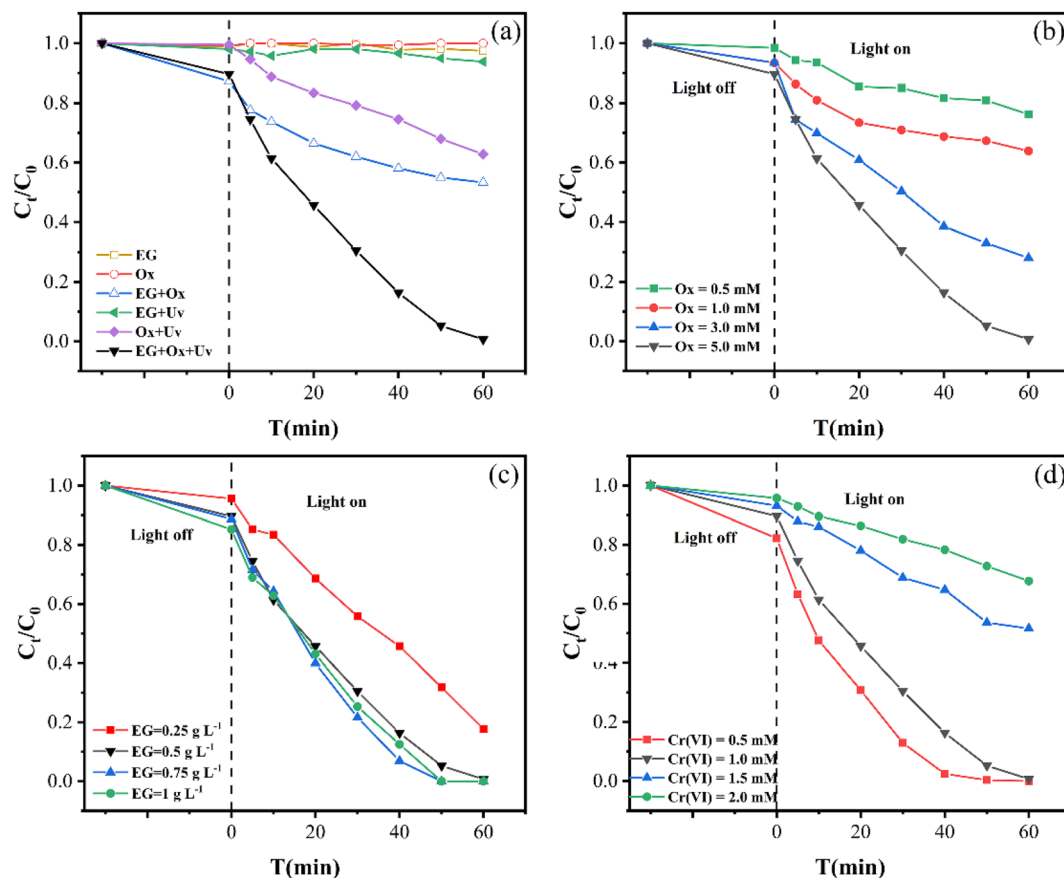 (a)
1.0
0.8
0.6
0.4
0.2
0.0
Cₜ/C₀
EG
Ox
EG+Ox
EG+Uv
Ox+Uv
EG+Ox+Uv
0
20
40
60
T(min)
(b)
Light on
Light off
1.0
0.8
0.6
0.4
0.2
0.0
Cₜ/C₀
Ox = 0.5 mM
Ox = 1.0 mM
Ox = 3.0 mM
Ox = 5.0 mM
0
20
40
60
T(min)
(c)
Light on
Light off
1.0
0.8
0.6
0.4
0.2
0.0
Cₜ/C₀
EG=0.25 g L⁻¹
EG=0.5 g L⁻¹
EG=0.75 g L⁻¹
EG=1 g L⁻¹
0
20
40
60
T(min)
(d)
Light on
Light off
1.0
0.8
0.6
0.2
0.0
Cₜ/C₀
Cr(VI) = 0.5 mM
Cr(VI) = 1.0 mM
Cr(VI) = 1.5 mM
Cr(VI) = 2.0 mM
0
20
40
60
T(min)